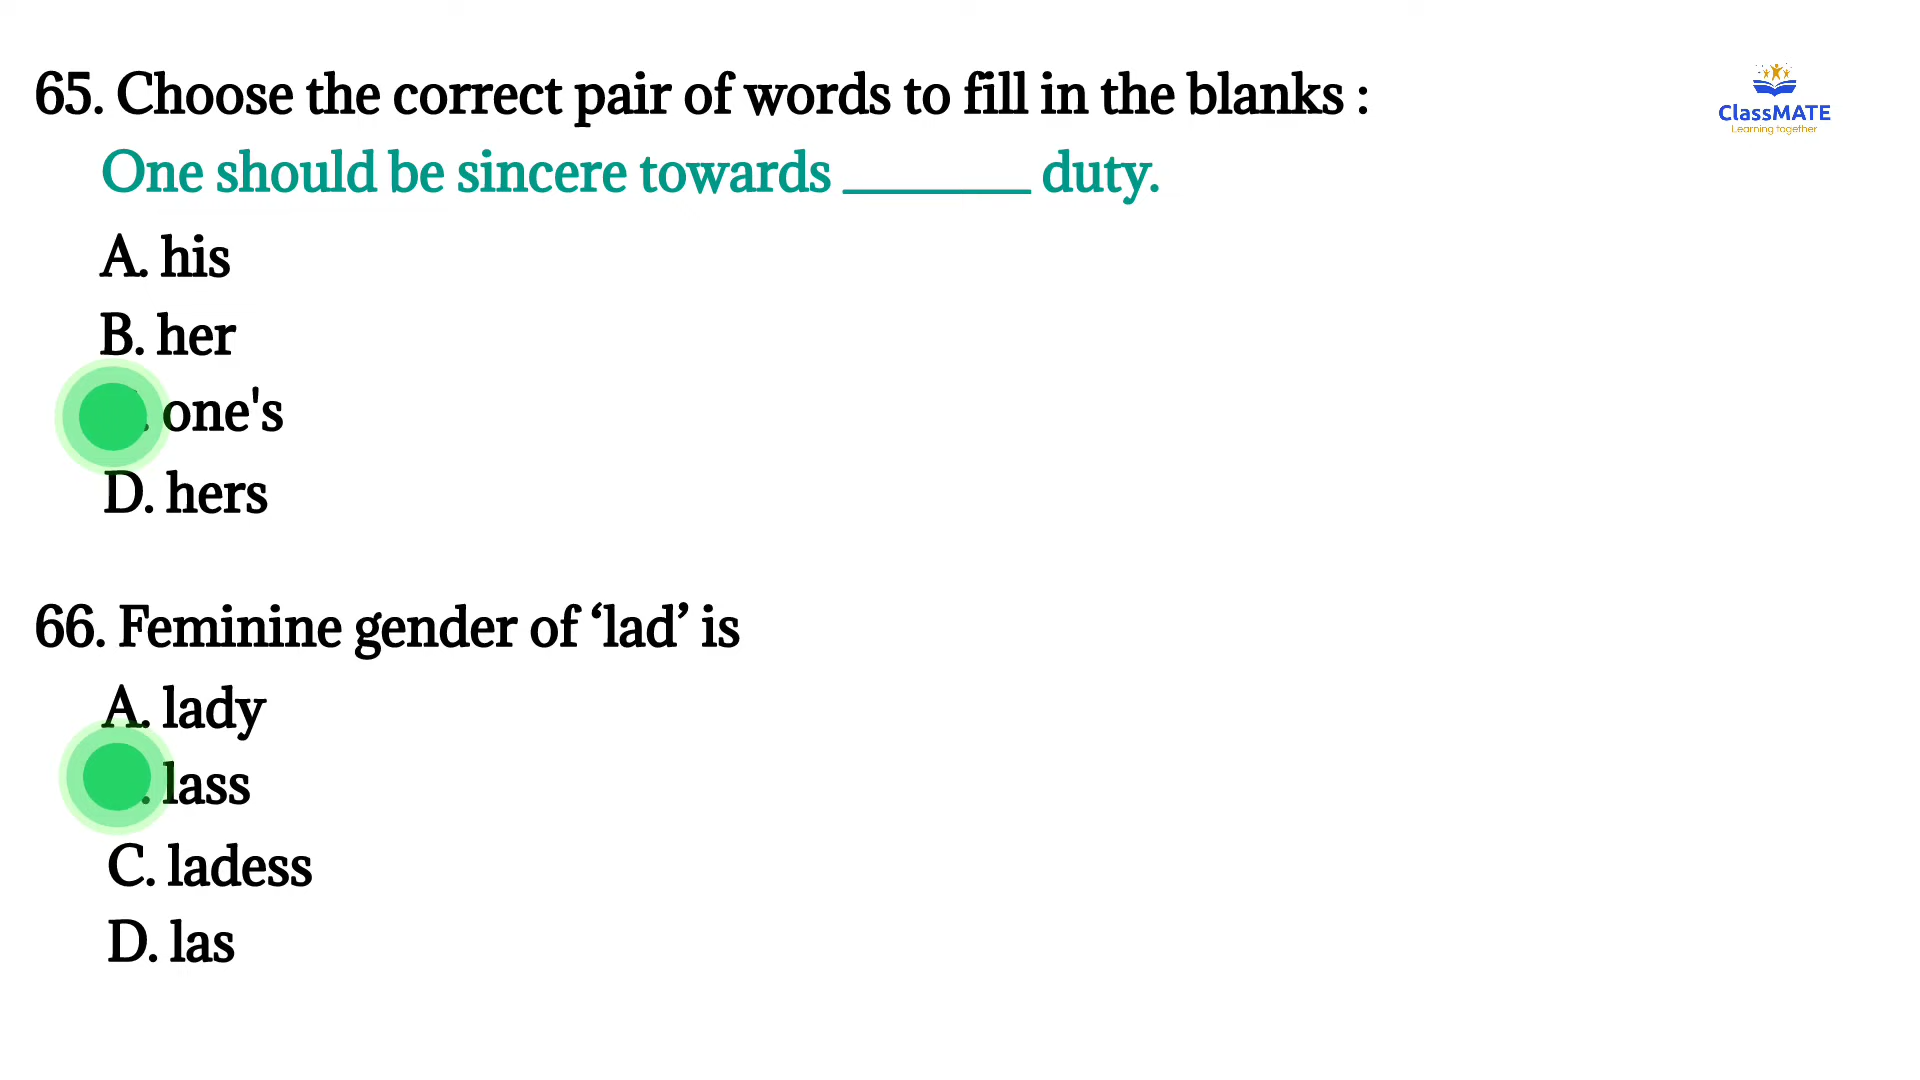 65. Choose the correct pair of words to fill in the blanks :
ClassMATE
Learning together
One should be sincere towards ________ duty.
A. his
B. her
. one's
D. hers
66. Feminine gender of ‘lad’ is
A. lady
. lass
C. ladess
D. las